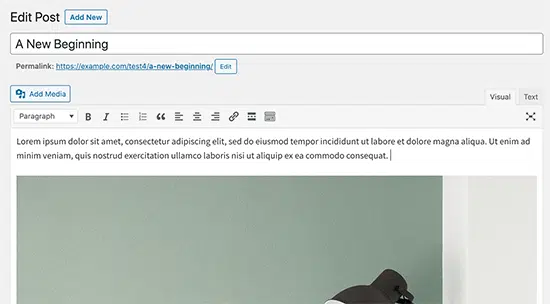 Edit Post Add New
A New Beginning
Permalink: https://example.com/test4/a-new-beginning/ Edit
Add Media
Visual Text
Paragraph B I
Lorem ipsum dolor sit amet, consectetur adipiscing elit, sed do eiusmod tempor incididunt ut labore et dolore magna aliqua. Ut enim ad
minim veniam, quis nostrud exercitation ullamco laboris nisi ut aliquip ex ea commodo consequat.